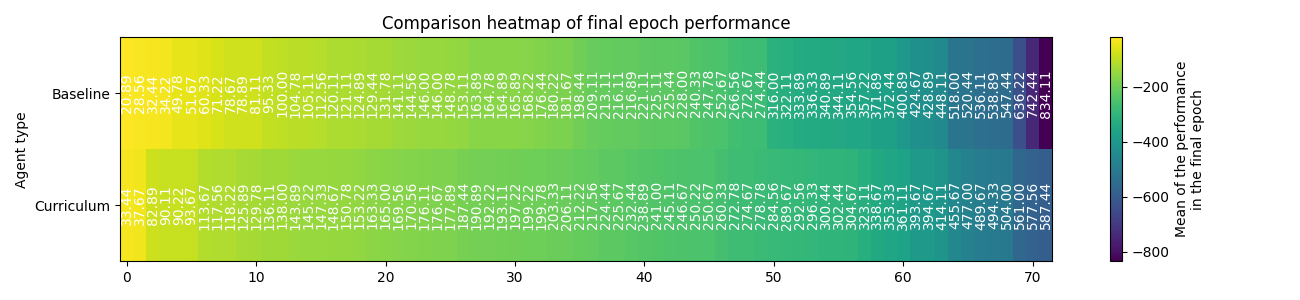 Comparison heatmap of final epoch performance
Agent type
Baseline
20.89 28.56 32.44 34.22 49.78 51.67 60.33 71.22 78.67 78.89 81.11 95.33 100.00 104.78 112.56 120.11 121.11 124.89 129.44 131.78 141.11 144.56 146.00 146.00 148.78 153.11 163.89 164.78 164.89 165.89 168.22 176.44 180.22 181.67 198.44 209.11 213.11 216.11 216.89 221.11 225.11 225.44 228.00 240.33 247.78 252.67 266.56 272.67 274.44 316.00 323.11 336.33 340.89 344.11 354.56 371.89 372.44 400.89 424.67 428.89 448.11 518.00 536.11 538.89 547.44 636.22 742.44 834.11
Curriculum
33.44 37.67 82.89 90.11 90.22 93.67 113.67 117.56 118.22 125.89 129.78 136.11 138.00 143.89 144.22 147.33 148.67 150.78 153.22 163.33 165.00 169.56 170.56 176.11 176.67 177.89 187.44 190.89 192.22 193.11 197.22 199.22 199.78 203.33 206.11 212.22 217.56 224.44 225.67 232.44 238.89 241.00 245.11 246.67 250.22 250.67 260.33 272.78 274.67 278.78 284.56 289.67 292.56 296.33 300.44 302.44 304.67 333.11 338.67 353.33 361.11 393.67 394.67 414.11 455.67 477.00 489.67 494.33 504.00 561.00 577.56 587.44
0 10 20 30 40 50 60 70
−200
−400
−600
−800
Mean of the performance
in the final epoch